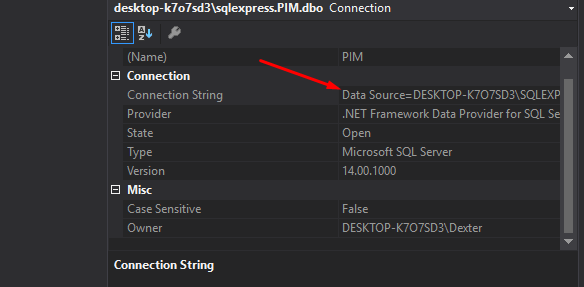 desktop-k7o7sd3\sqlexpress.PIM.dbo Connection
(Name) PIM
Connection
Connection String Data Source=DESKTOP-K7O7SD3\SQLEXP
Provider .NET Framework Data Provider for SQL Se
State Open
Type Microsoft SQL Server
Version 14.00.1000
Misc
Case Sensitive False
Owner DESKTOP-K7O7SD3\Dexter
Connection String